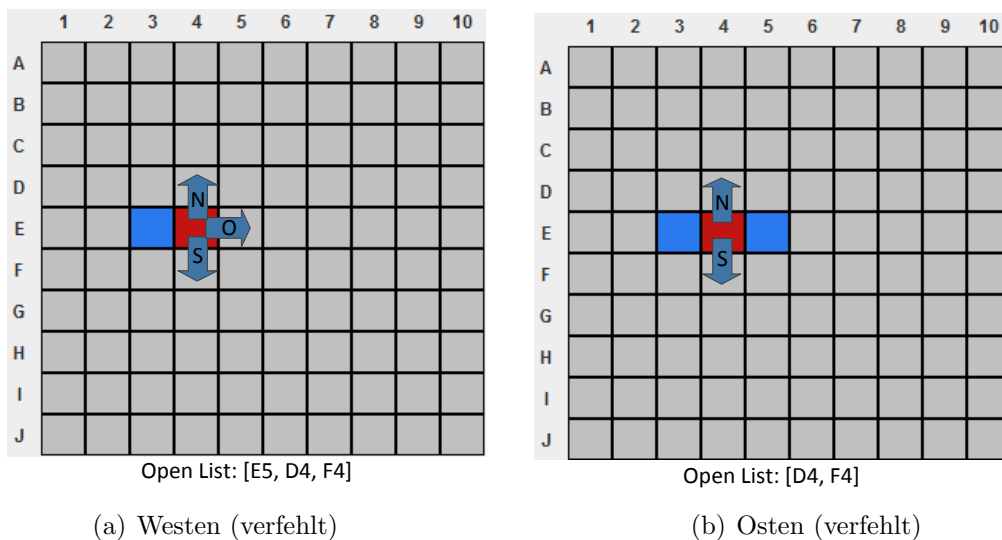 1 2 3 4 5 6 7 8 9 10
A
B
C
D
E
F
G
H
I
J
N
O
S
Open List: [E5, D4, F4]
(a) Westen (verfehlt)
1 2 3 4 5 6 7 8 9 10
A
B
C
D
E
F
G
H
I
J
N
S
Open List: [D4, F4]
(b) Osten (verfehlt)